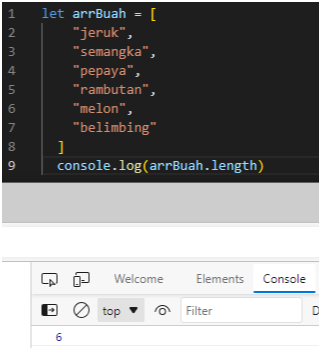 1 let arrBuah = [
2 "jeruk",
3 "semangka",
4 "pepaya",
5 "rambutan",
6 "melon",
7 "belimbing"
8 ]
9 console.log(arrBuah.length)
Welcome Elements Console
top Filter D
6